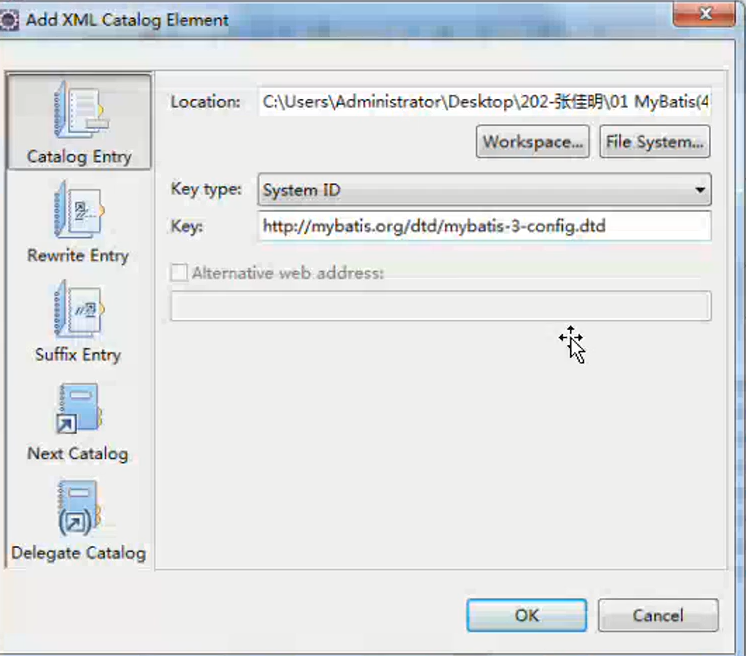 Add XML Catalog Element
Catalog Entry
Rewrite Entry
Suffix Entry
Next Catalog
Delegate Catalog
Location: C:\Users\Administrator\Desktop\202-张佳明\01 MyBatis(4
Workspace... File System...
Key type: System ID
Key: http://mybatis.org/dtd/mybatis-3-config.dtd
Alternative web address:
OK Cancel